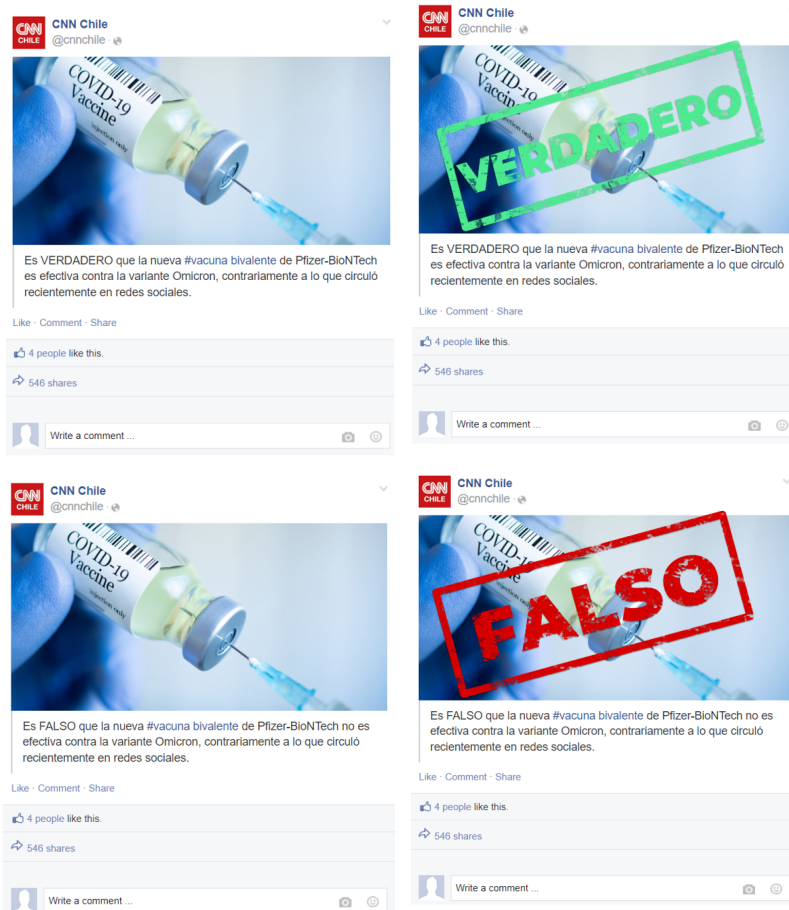 CNN
CHILE
CNN Chile
@cnnchile
COVID-19
Vaccine
injection only
Es VERDADERO que la nueva #vacuna bivalente de Pfizer-BioNTech
es efectiva contra la variante Omicron, contrariamente a lo que circuló
recientemente en redes sociales.
Like · Comment · Share
4 people like this.
546 shares
Write a comment ...
CNN
CHILE
CNN Chile
@cnnchile
COVID-19
Vaccine
VERDADERO
Es VERDADERO que la nueva #vacuna bivalente de Pfizer-BioNTech
es efectiva contra la variante Omicron, contrariamente a lo que circuló
recientemente en redes sociales.
Like · Comment · Share
4 people like this.
546 shares
Write a comment ...
CNN
CHILE
CNN Chile
@cnnchile
COVID-19
Vaccine
injection only
Es FALSO que la nueva #vacuna bivalente de Pfizer-BioNTech no es
efectiva contra la variante Omicron, contrariamente a lo que circuló
recientemente en redes sociales.
Like · Comment · Share
4 people like this.
546 shares
Write a comment ...
CNN
CHILE
CNN Chile
@cnnchile
COVID-19
Vaccine
FALSO
Es FALSO que la nueva #vacuna bivalente de Pfizer-BioNTech no es
efectiva contra la variante Omicron, contrariamente a lo que circuló
recientemente en redes sociales.
Like · Comment · Share
4 people like this.
546 shares
Write a comment ...